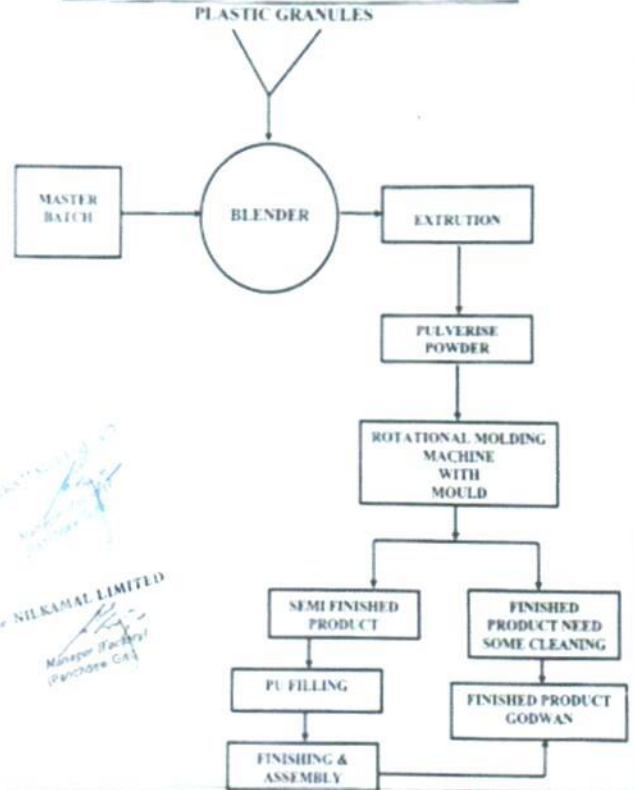 PLASTIC GRANULES
MASTER
BATCH
BLENDER
EXTRUTION
PULVERISE
POWDER
ROTATIONAL MOLDING
MACHINE
WITH
MOULD
SEMI FINISHED
PRODUCT
FINISHED
PRODUCT NEED
SOME CLEANING
PU FILLING
FINISHED PRODUCT
GODWAN
FINISHING &
ASSEMBLY
NILKAMAL LIMITED
Manager (Factory)